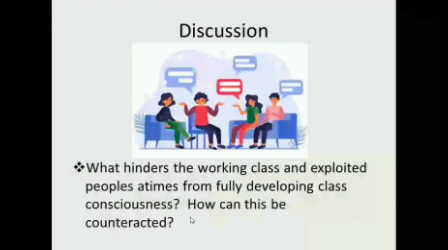 Discussion
❖What hinders the working class and exploited
peoples atimes from fully developing class
consciousness? How can this be
counteracted?